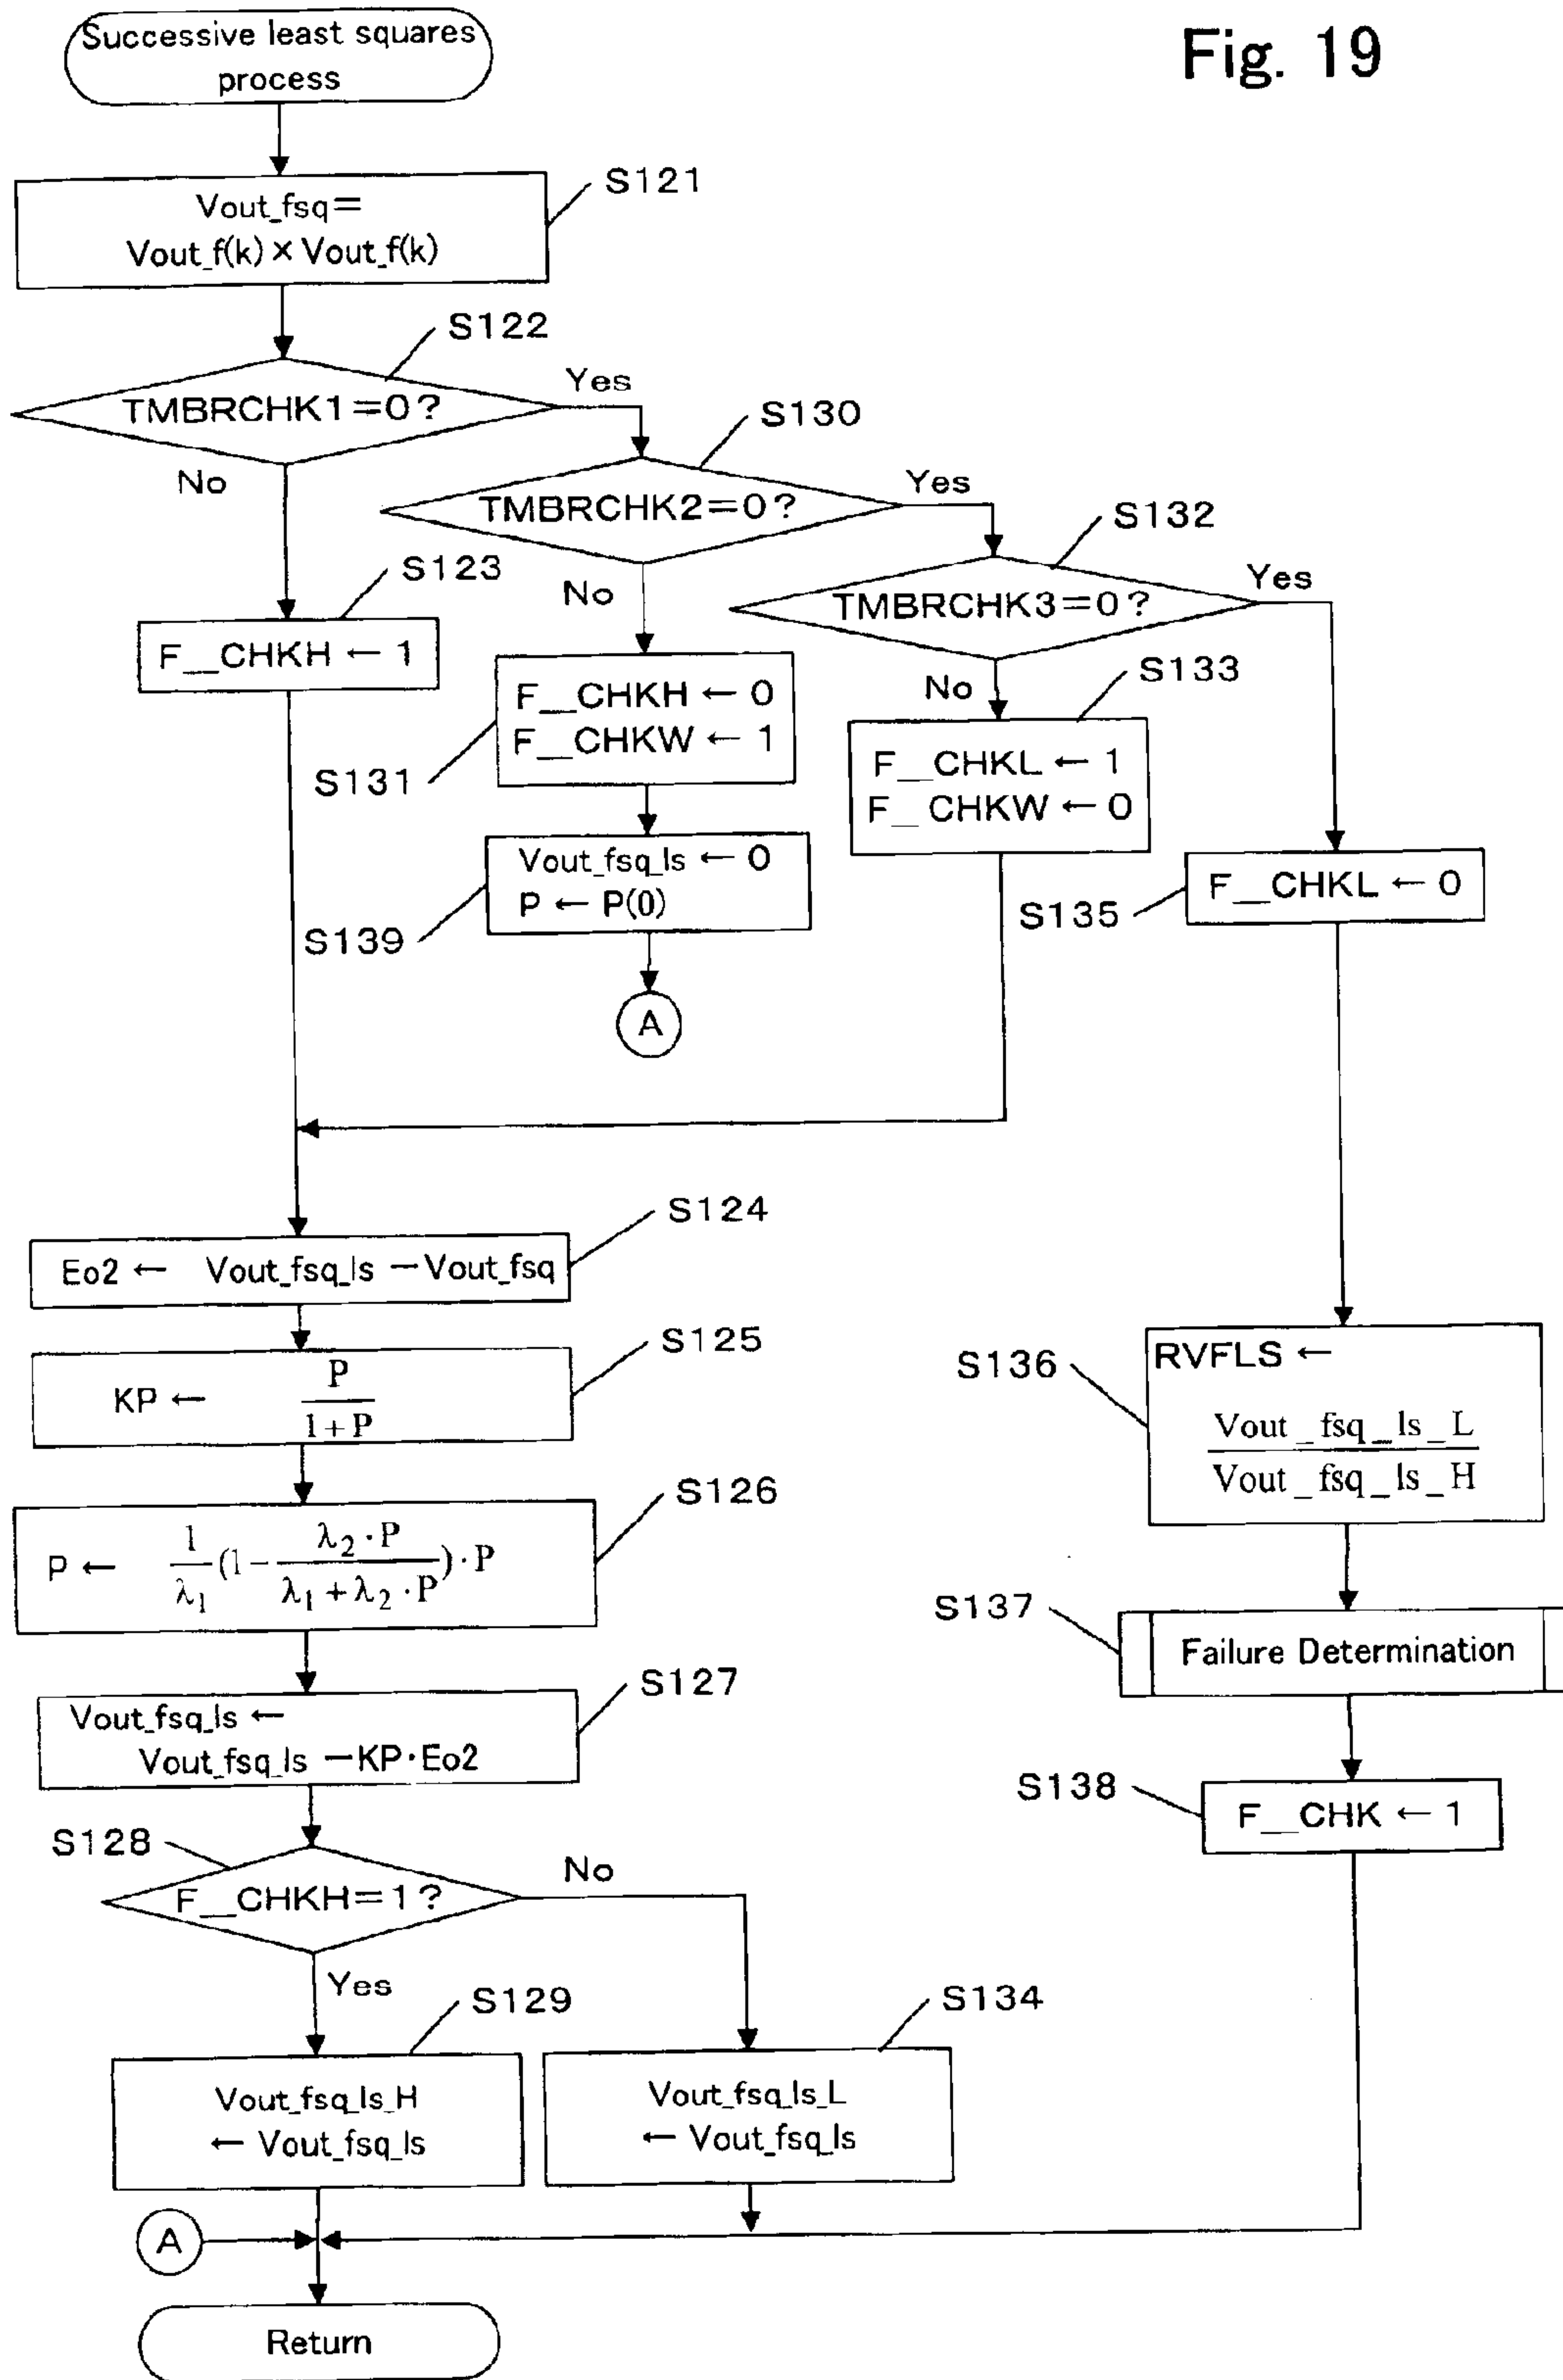 Fig. 19
Successive least squares
process
S121
Vout_fsq=
Vout_f(k) × Vout_f(k)
S122
TMBRCHK1=0?
Yes
No
S130
TMBRCHK2=0?
Yes
No
S132
TMBRCHK3=0?
Yes
No
S123
F__CHKH ← 1
S131
F__CHKH ← 0
F__CHKW ← 1
S133
F__CHKL ← 1
F_ CHKW ← 0
S139
Vout_fsq_ls ← 0
P ← P(0)
A
S135
F__CHKL ← 0
S124
Eo2 ← Vout_fsq_ls −Vout_fsq
S125
KP ← P / 1+P
S126
P ← 1/λ₁ (1− λ₂·P / λ₁+λ₂·P)·P
S127
Vout_fsq_ls ←
Vout_fsq_ls −KP·Eo2
S128
F__CHKH=1?
No
Yes
S129
Vout_fsq_ls_H
← Vout_fsq_ls
S134
Vout_fsq_ls_L
← Vout_fsq_ls
S136
RVFLS ←
Vout_fsq_ls_L
Vout_fsq_ls_H
S137
Failure Determination
S138
F__CHK ← 1
A
Return